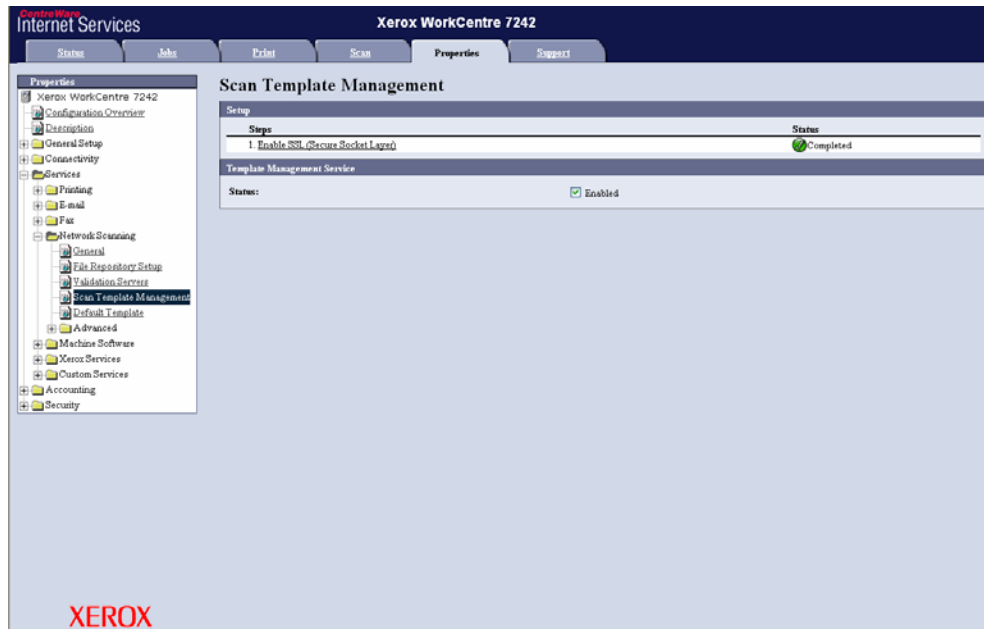 CentreWare
Internet Services
Xerox WorkCentre 7242
Status Jobs Print Scan Properties Support
Properties
Xerox WorkCentre 7242
Configuration Overview
Description
General Setup
Connectivity
Services
Printing
E-mail
Fax
Network Scanning
General
File Repository Setup
Validation Servers
Scan Template Management
Default Template
Advanced
Machine Software
Xerox Services
Custom Services
Accounting
Security
Scan Template Management
Setup
Steps Status
1. Enable SSL (Secure Socket Layer) Completed
Template Management Service
Status: Enabled
XEROX